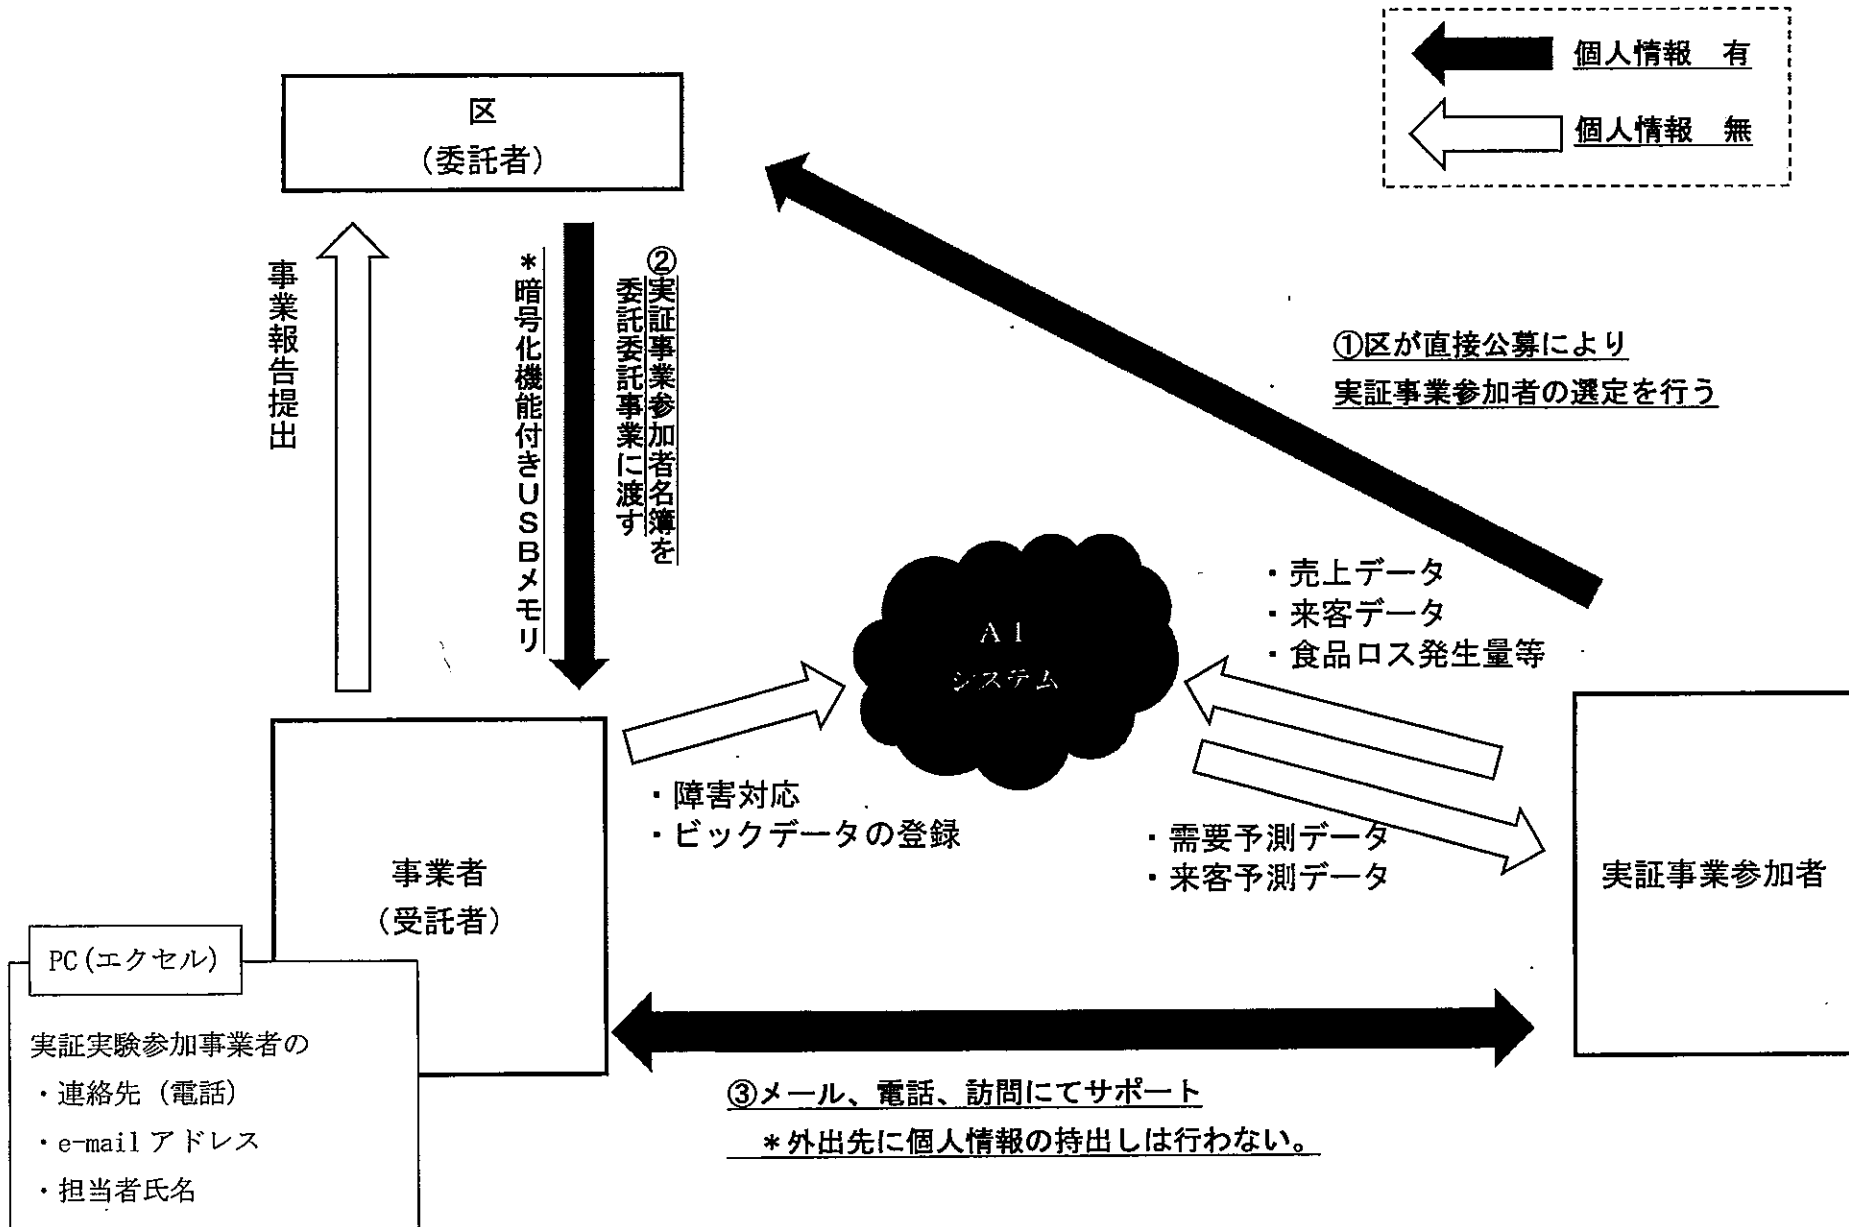 個人情報　有
個人情報　無
区
（委託者）
事業報告提出
＊暗号化機能付きＵＳＢメモリ
②実証事業参加者名簿を
委託委託事業に渡す
①区が直接公募により
実証事業参加者の選定を行う
ＡＩ
システム
・売上データ
・来客データ
・食品ロス発生量等
・障害対応
・ビックデータの登録
・需要予測データ
・来客予測データ
事業者
（受託者）
実証事業参加者
PC(エクセル)
実証実験参加事業者の
・連絡先（電話）
・e-mail アドレス
・担当者氏名
③メール、電話、訪問にてサポート
＊外出先に個人情報の持出しは行わない。